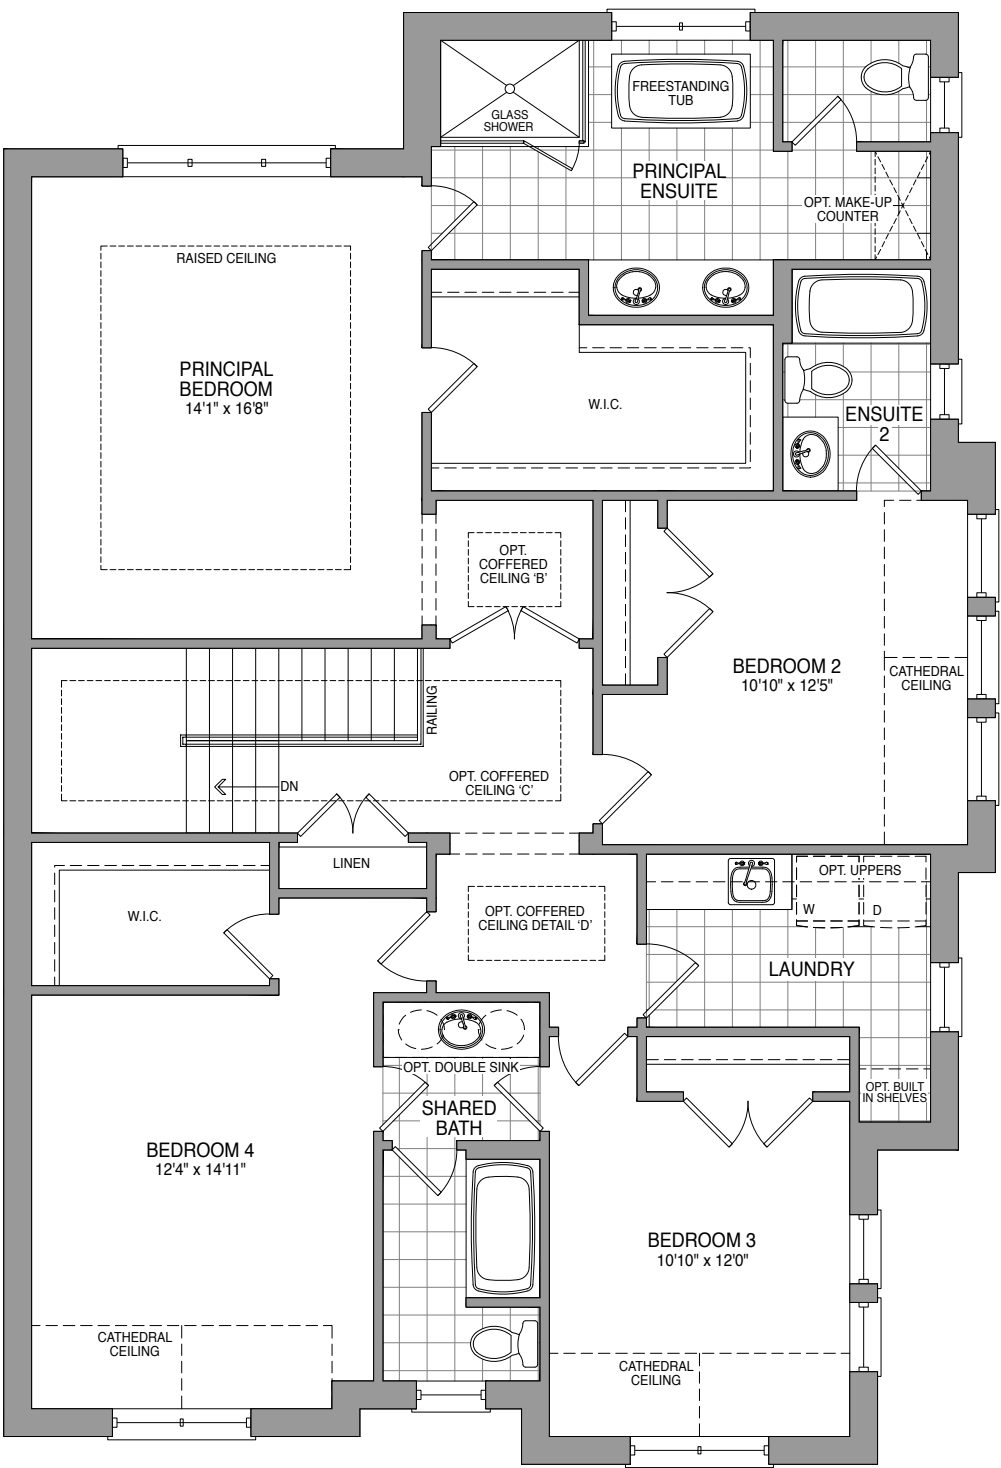 GLASS
SHOWER
FREESTANDING
TUB
PRINCIPAL
ENSUITE
OPT. MAKE-UP
COUNTER
RAISED CEILING
PRINCIPAL
BEDROOM
14'1" x 16'8"
W.I.C.
ENSUITE
2
OPT.
COFFERED
CEILING 'B'
BEDROOM 2
10'10" x 12'5"
CATHEDRAL
CEILING
RAILING
DN
OPT. COFFERED
CEILING 'C'
LINEN
W.I.C.
OPT. COFFERED
CEILING DETAIL 'D'
OPT. UPPERS
W
D
LAUNDRY
OPT. DOUBLE SINK
SHARED
BATH
OPT. BUILT
IN SHELVES
BEDROOM 4
12'4" x 14'11"
BEDROOM 3
10'10" x 12'0"
CATHEDRAL
CEILING
CATHEDRAL
CEILING